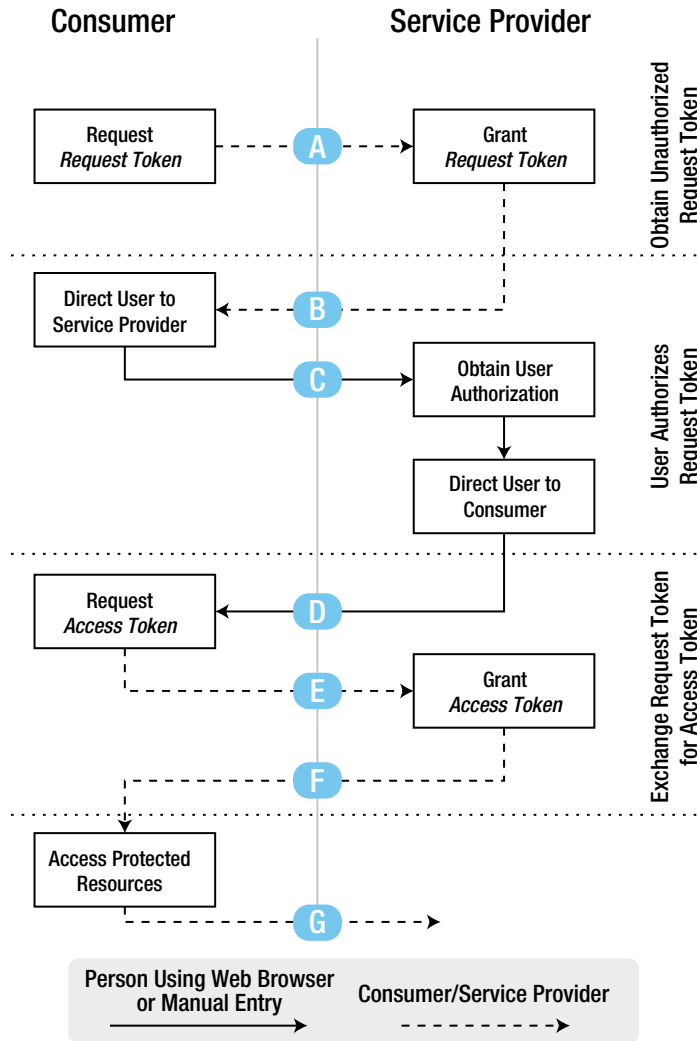 Consumer
Service Provider
Request
Request Token
A
Grant
Request Token
Obtain Unauthorized
Request Token
Direct User to
Service Provider
B
C
Obtain User
Authorization
Direct User to
Consumer
User Authorizes
Request Token
Request
Access Token
D
E
Grant
Access Token
F
Exchange Request Token
for Access Token
Access Protected
Resources
G
Person Using Web Browser
or Manual Entry
Consumer/Service Provider